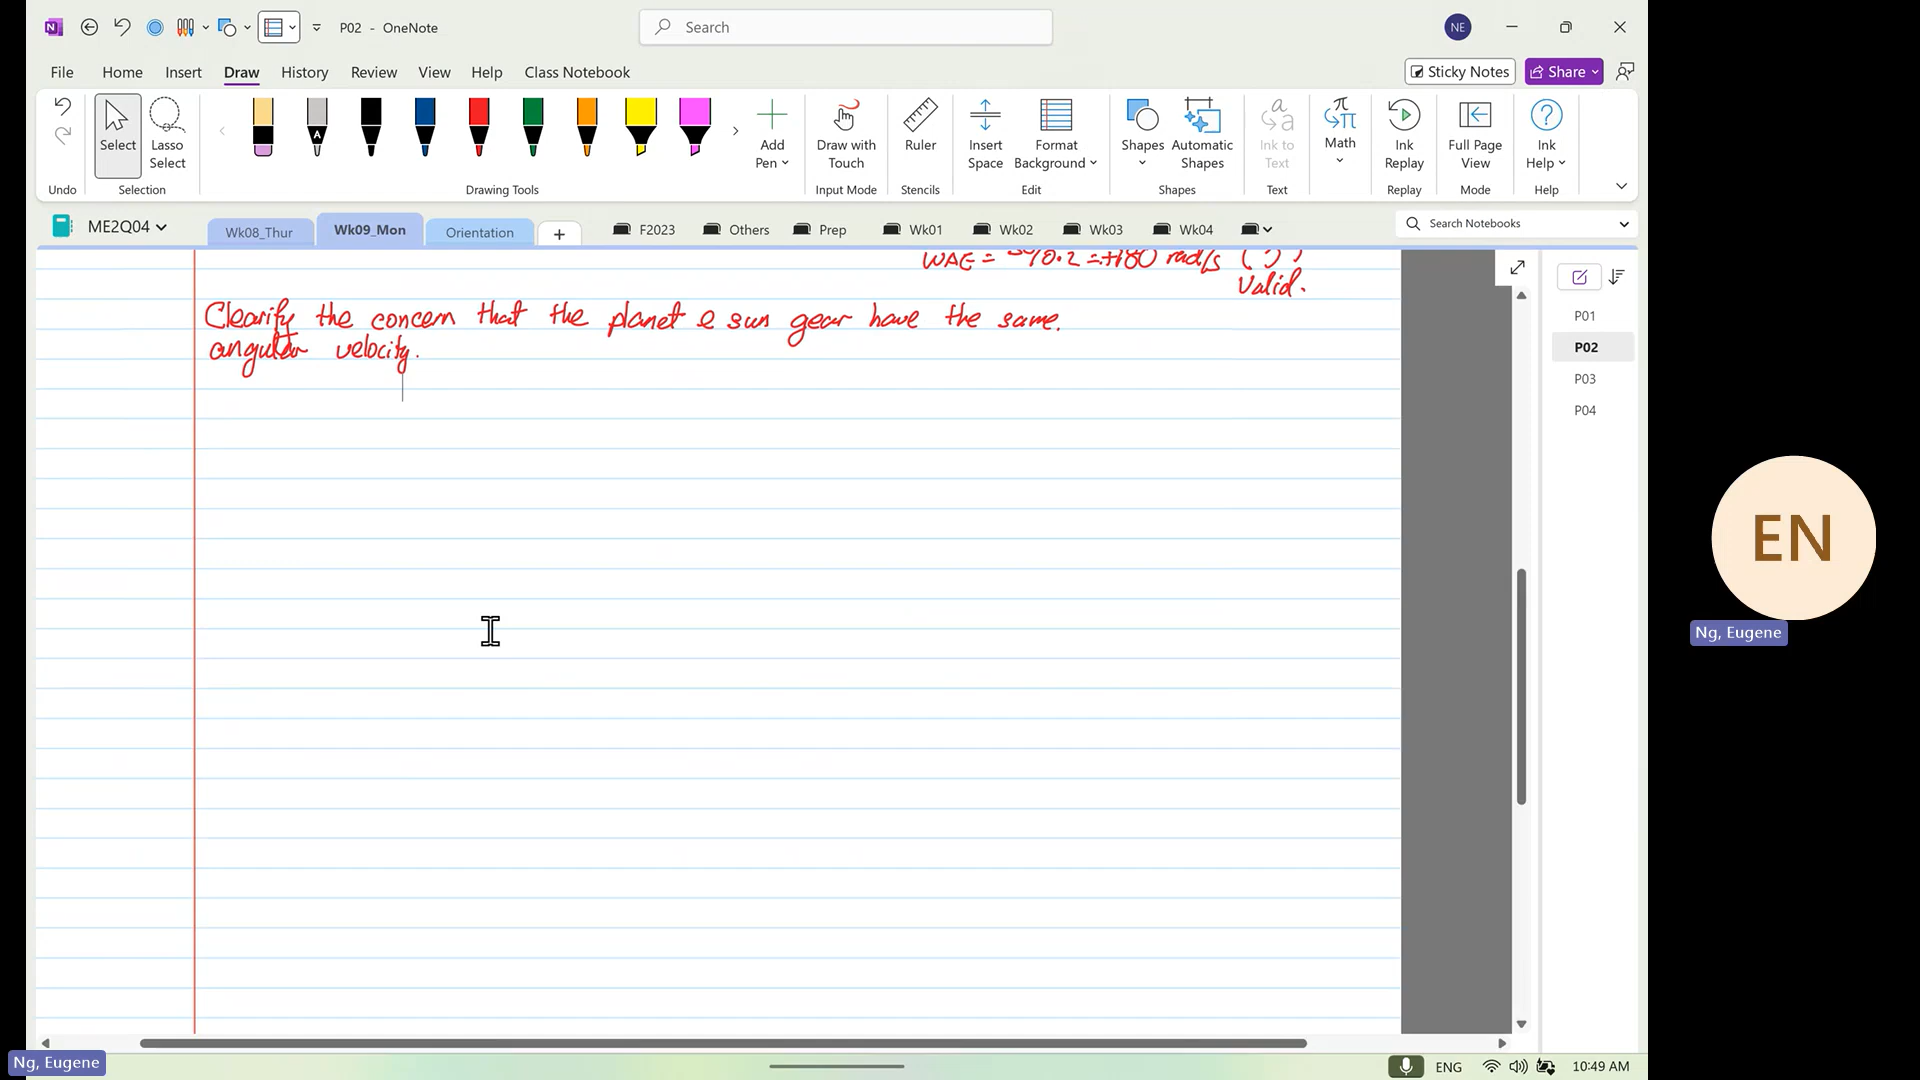 P02 - OneNote
Search
NE
File Home Insert Draw History Review View Help Class Notebook
Sticky Notes
Share
Undo
Select
Lasso Select
Selection
A
Drawing Tools
Add Pen
Draw with Touch
Input Mode
Ruler
Stencils
Insert Space
Format Background
Edit
Shapes
Automatic Shapes
Shapes
Ink to Text
Text
Math
Ink Replay
Replay
Full Page View
Mode
Ink Help
Help
ME2Q04
Wk08_Thur
Wk09_Mon
Orientation
F2023
Others
Prep
Wk01
Wk02
Wk03
Wk04
Search Notebooks
P01
P02
P03
P04
rad/s
Valid.
Clearify the concern that the planet & sun gear have the same.
angular velocity.
EN
Ng, Eugene
Ng, Eugene
ENG
10:49 AM